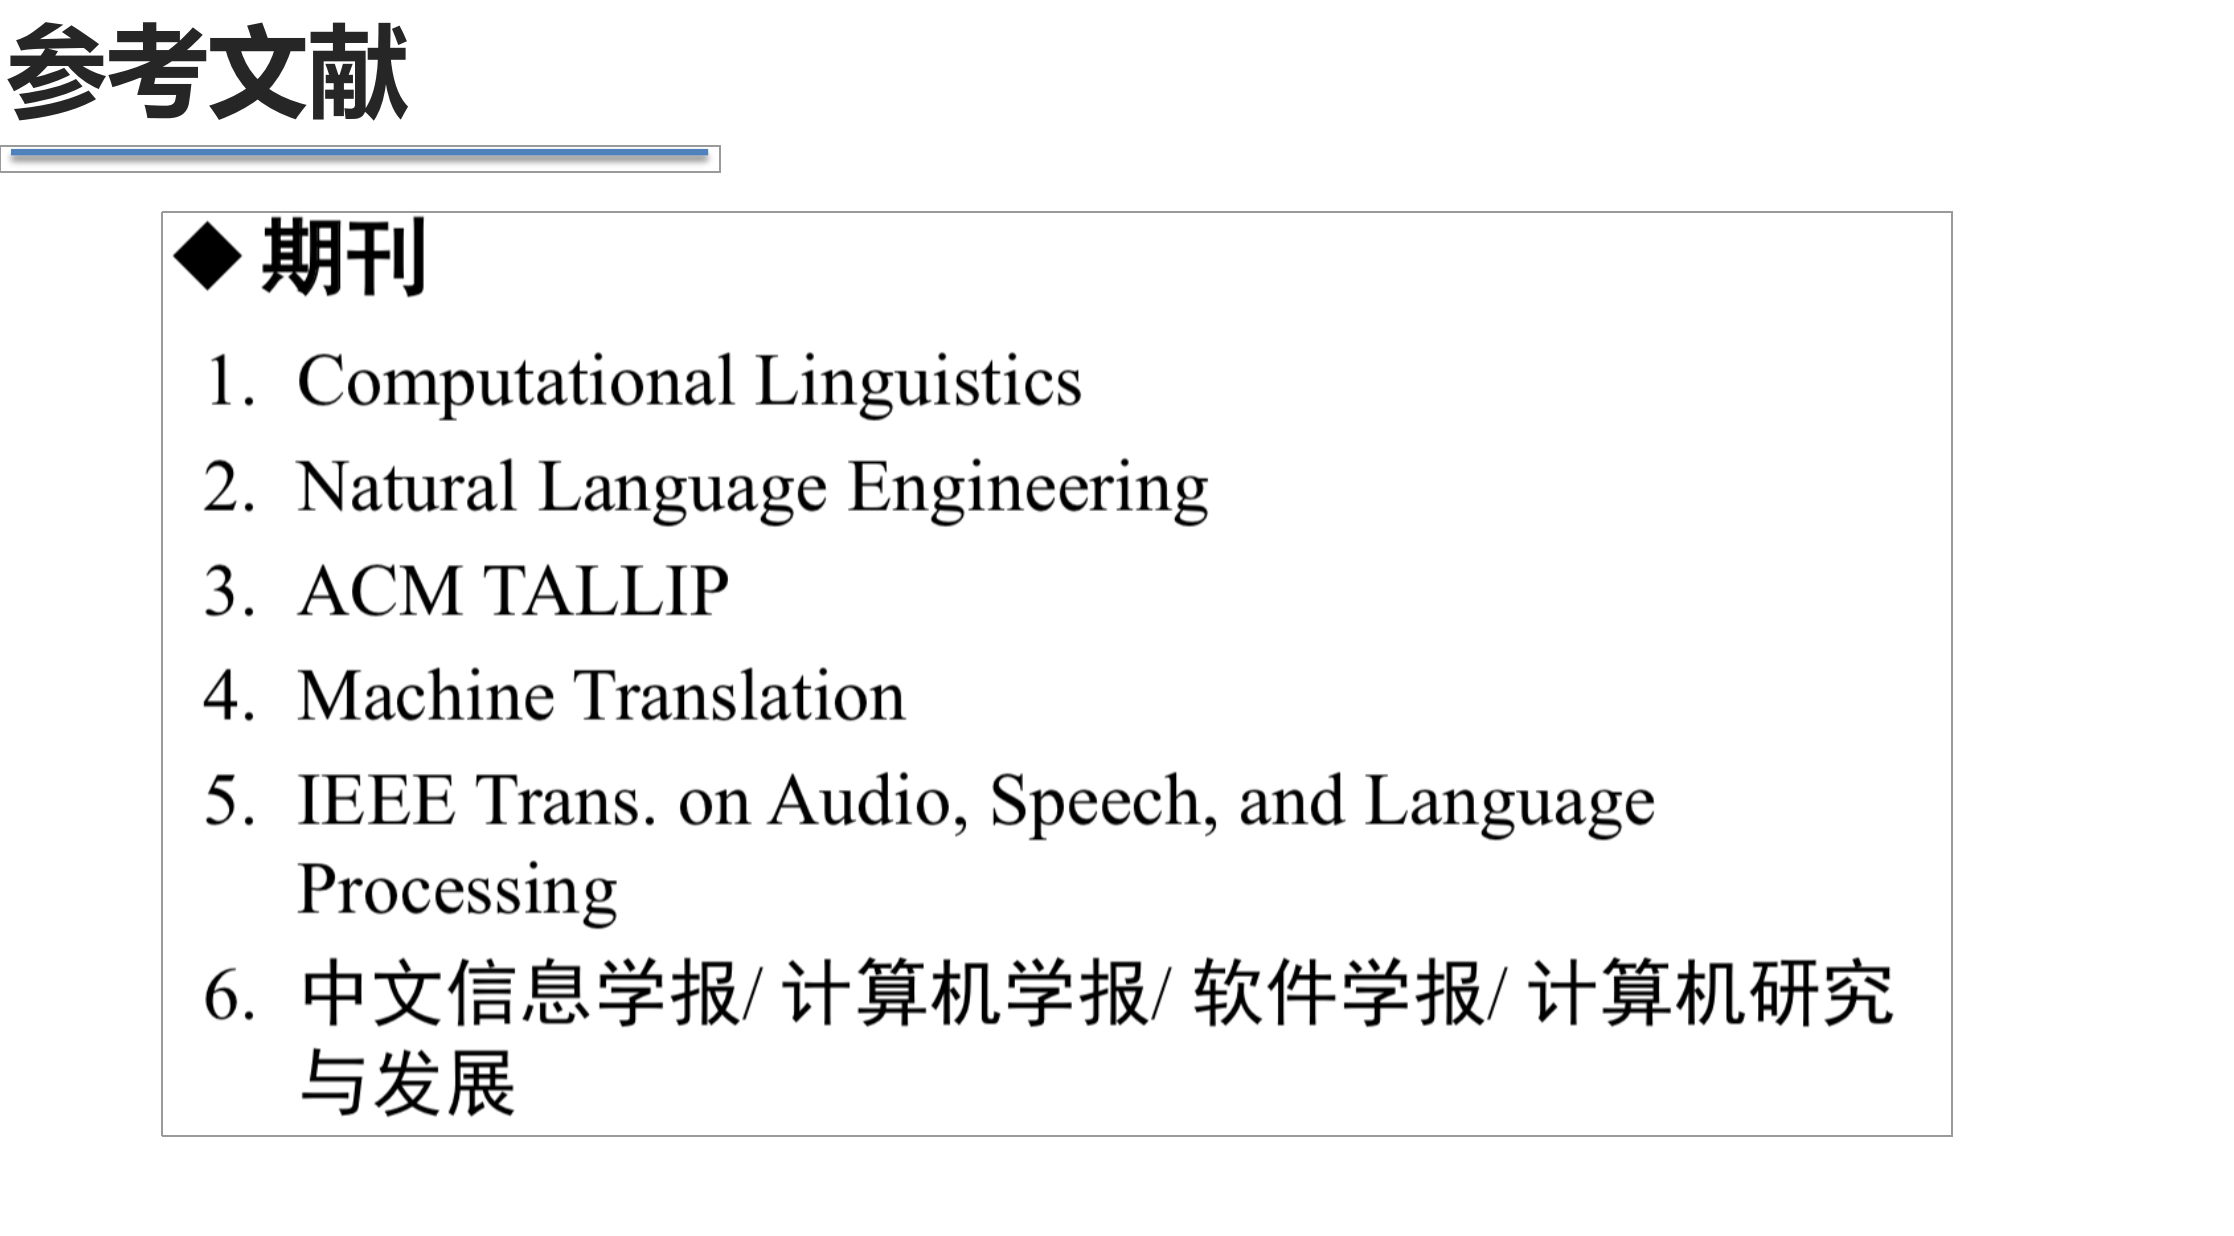 参考文献
◆ 期刊
1. Computational Linguistics
2. Natural Language Engineering
3. ACM TALLIP
4. Machine Translation
5. IEEE Trans. on Audio, Speech, and Language
Processing
6. 中文信息学报/ 计算机学报/ 软件学报/ 计算机研究
与发展